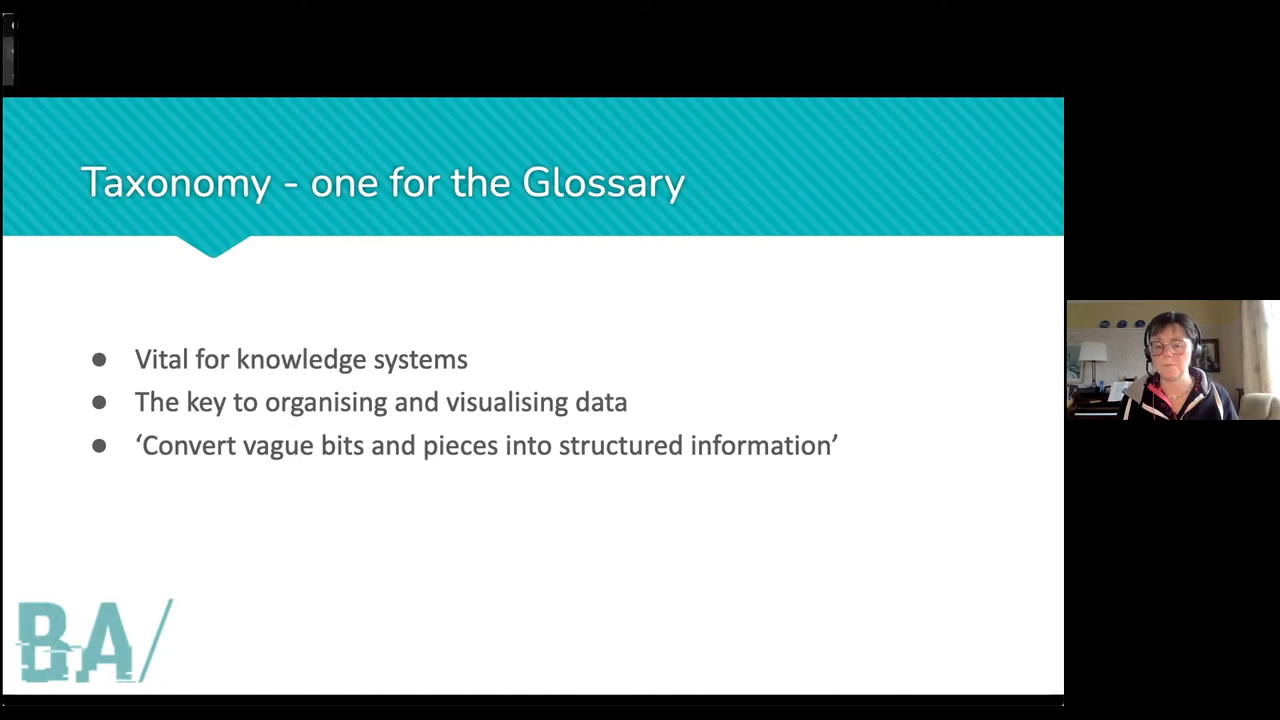 Taxonomy - one for the Glossary
● Vital for knowledge systems
● The key to organising and visualising data
● ‘Convert vague bits and pieces into structured information’
BA/